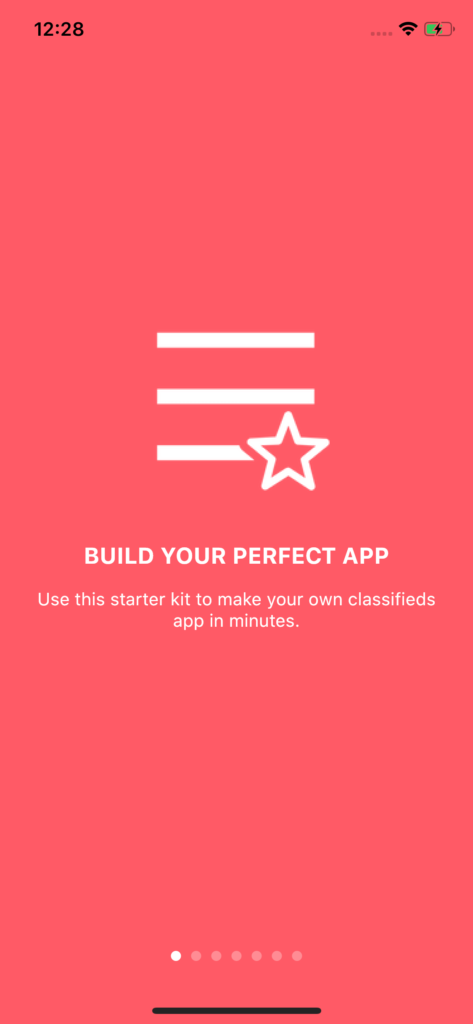 12:28
BUILD YOUR PERFECT APP
Use this starter kit to make your own classifieds
app in minutes.